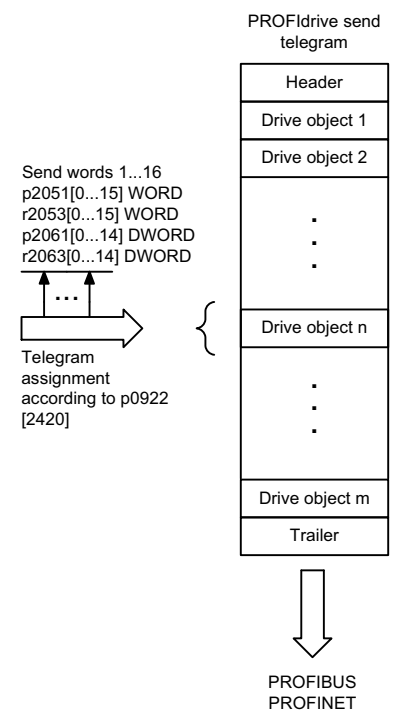 PROFIdrive send
telegram
Header
Drive object 1
Drive object 2
Send words 1...16
p2051[0...15] WORD
r2053[0...15] WORD
p2061[0...14] DWORD
r2063[0...14] DWORD
...
Drive object n
Telegram
assignment
according to p0922
[2420]
Drive object m
Trailer
PROFIBUS
PROFINET